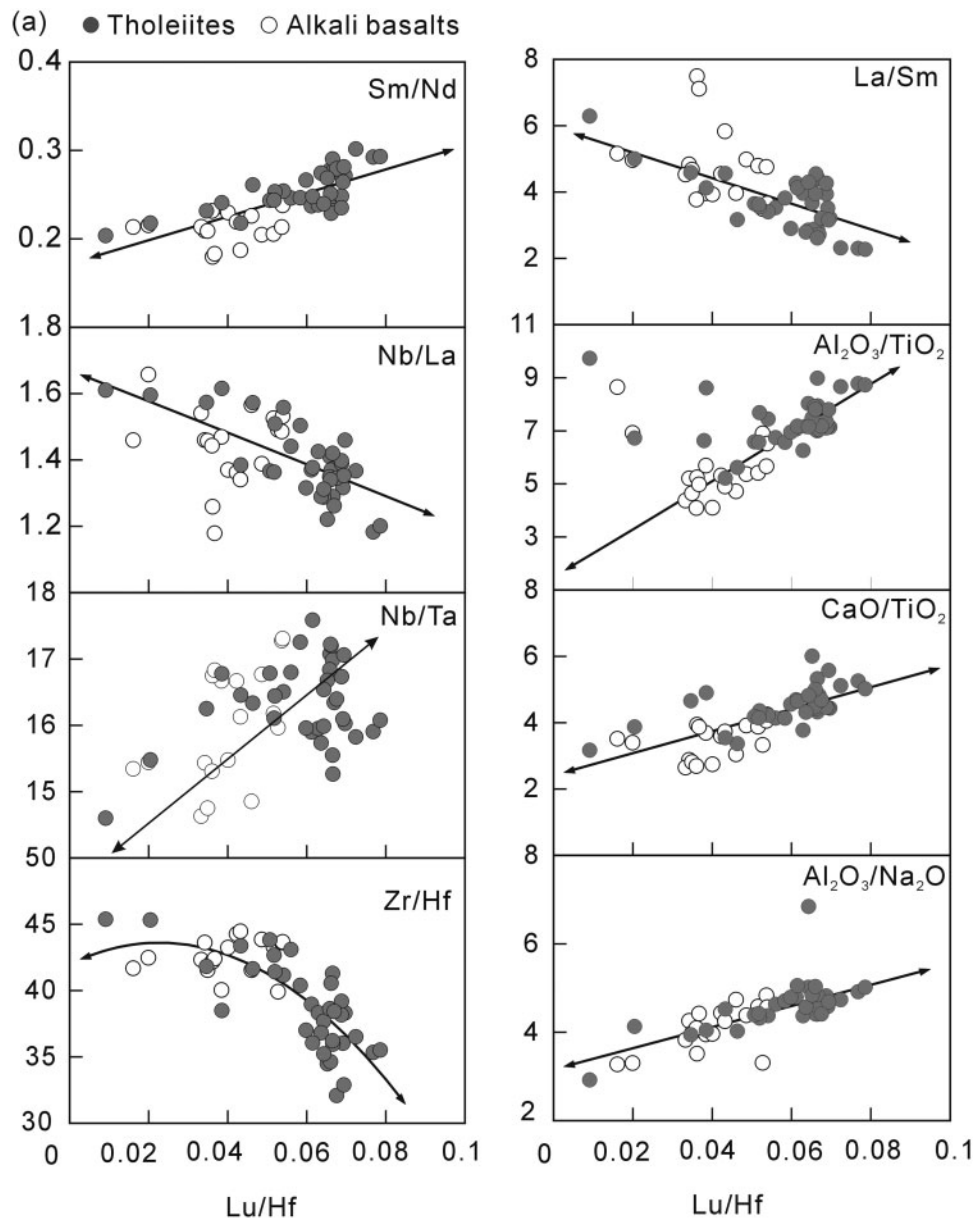 (a) Tholeiites Alkali basalts
0.4
Sm/Nd
0.3
0.2
1.8
Nb/La
1.6
1.4
1.2
18
Nb/Ta
17
16
15
50
Zr/Hf
45
40
35
30
0 0.02 0.04 0.06 0.08 0.1
Lu/Hf
8
La/Sm
6
4
2
11
Al₂O₃/TiO₂
9
7
5
3
8
CaO/TiO₂
6
4
2
8
Al₂O₃/Na₂O
6
4
2
0 0.02 0.04 0.06 0.08 0.1
Lu/Hf